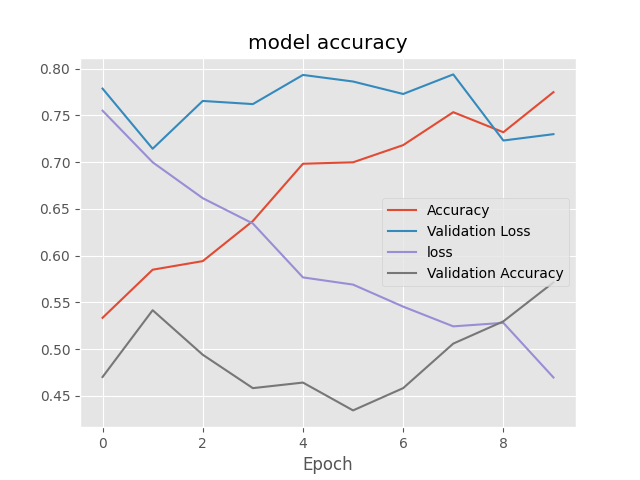 model accuracy
0.80
0.75
0.70
0.65
0.60
0.55
0.50
0.45
Accuracy
Validation Loss
loss
Validation Accuracy
0 2 4 6 8
Epoch